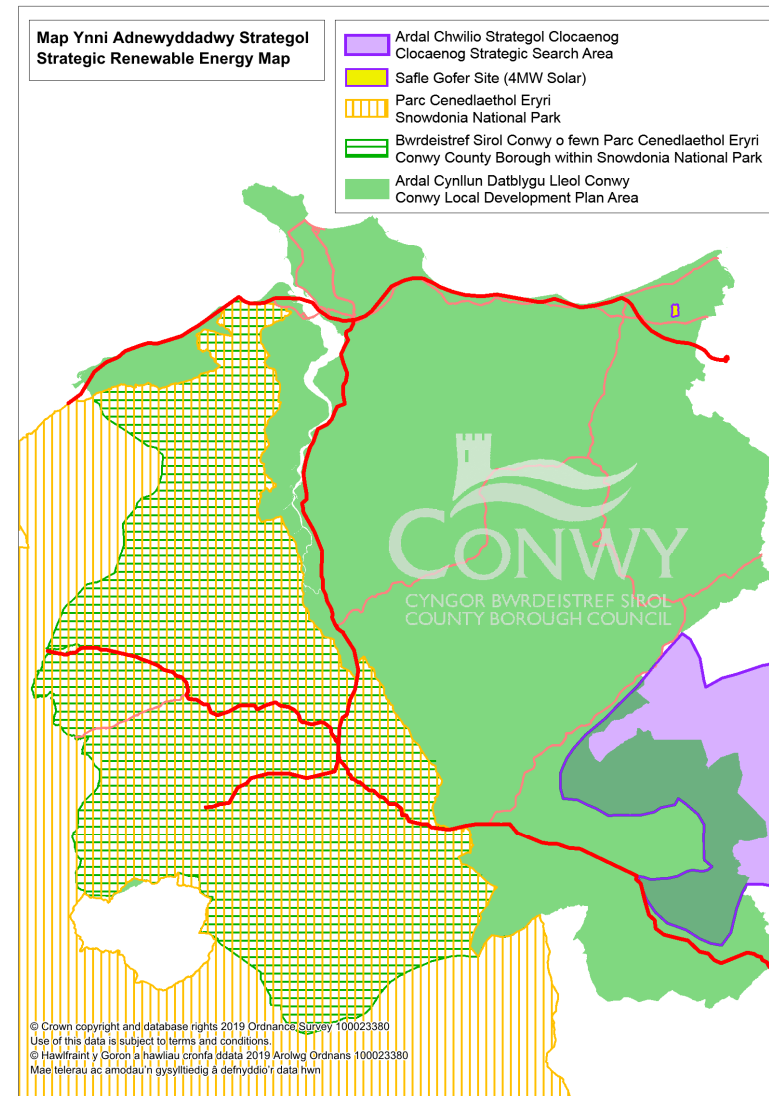 Map Ynni Adnewyddadwy Strategol
Strategic Renewable Energy Map
Ardal Chwilio Strategol Clocaenog
Clocaenog Strategic Search Area
Safle Gofer Site (4MW Solar)
Parc Cenedlaethol Eryri
Snowdonia National Park
Bwrdeistref Sirol Conwy o fewn Parc Cenedlaethol Eryri
Conwy County Borough within Snowdonia National Park
Ardal Cynllun Datblygu Lleol Conwy
Conwy Local Development Plan Area
CONWY
CYNGOR BWRDEISTREF SIROL
COUNTY BOROUGH COUNCIL
© Crown copyright and database rights 2019 Ordnance Survey 100023380
Use of this data is subject to terms and conditions.
© Hawlfraint y Goron a hawliau cronfa ddata 2019 Arolwg Ordnans 100023380
Mae telerau ac amodau'n gysylltiedig â defnyddio'r data hwn